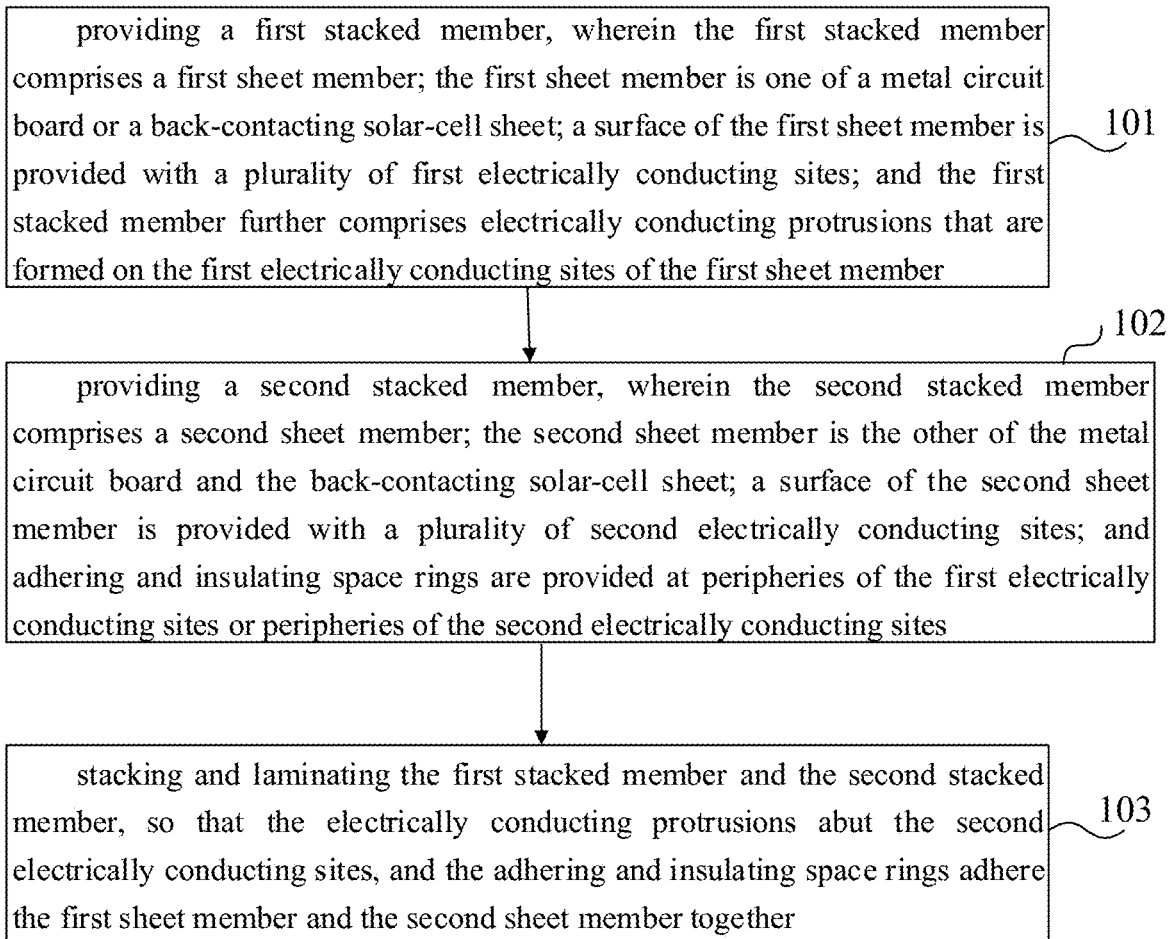 providing a first stacked member, wherein the first stacked member
comprises a first sheet member; the first sheet member is one of a metal circuit
board or a back-contacting solar-cell sheet; a surface of the first sheet member is
provided with a plurality of first electrically conducting sites; and the first
stacked member further comprises electrically conducting protrusions that are
formed on the first electrically conducting sites of the first sheet member
101
102
providing a second stacked member, wherein the second stacked member
comprises a second sheet member; the second sheet member is the other of the metal
circuit board and the back-contacting solar-cell sheet; a surface of the second sheet
member is provided with a plurality of second electrically conducting sites; and
adhering and insulating space rings are provided at peripheries of the first electrically
conducting sites or peripheries of the second electrically conducting sites
stacking and laminating the first stacked member and the second stacked
member, so that the electrically conducting protrusions abut the second
electrically conducting sites, and the adhering and insulating space rings adhere
the first sheet member and the second sheet member together
103